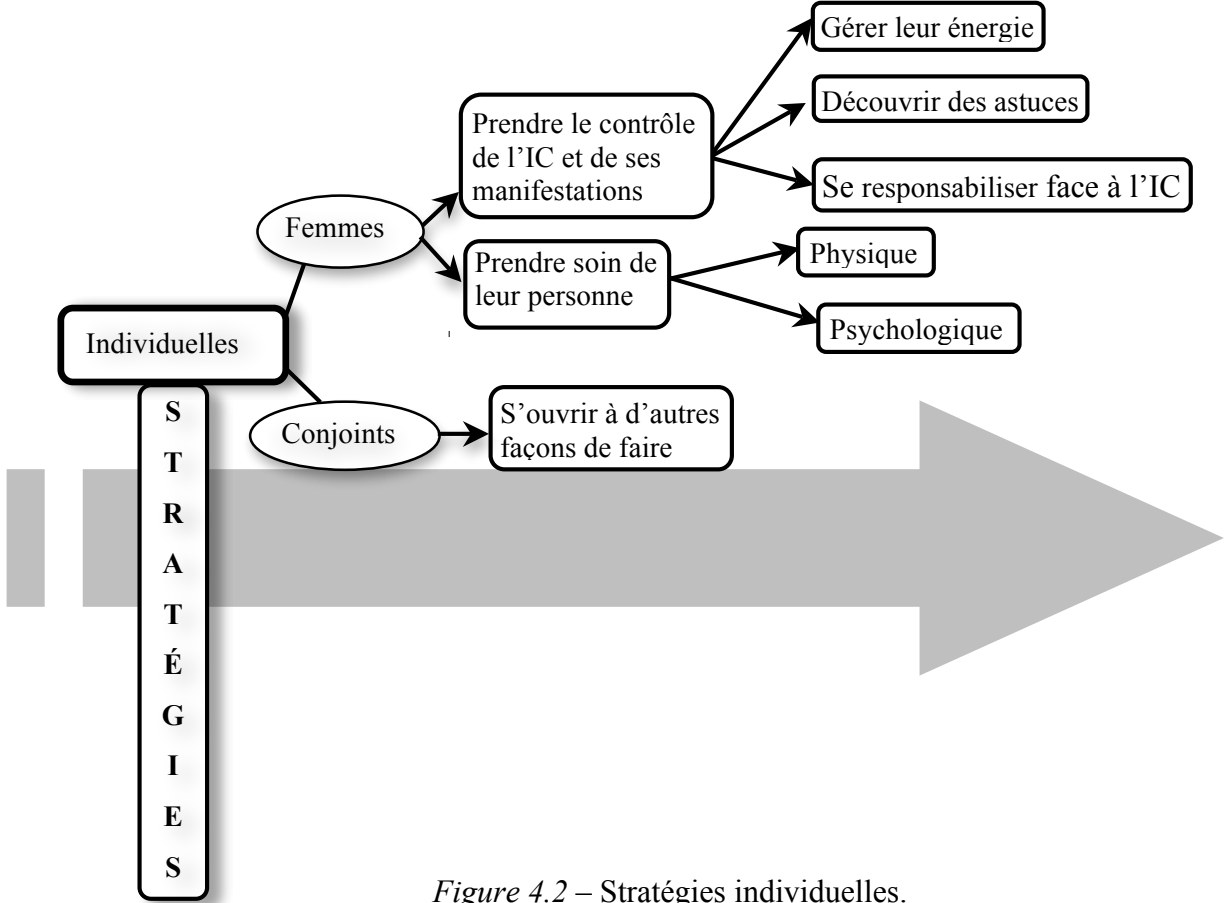 Gérer leur énergie
Découvrir des astuces
Prendre le contrôle
de l’IC et de ses
manifestations
Se responsabiliser face à l’IC
Femmes
Prendre soin de
leur personne
Physique
Psychologique
Individuelles
S’ouvrir à d’autres
façons de faire
Conjoints
S
T
R
A
T
É
G
I
E
S
Figure 4.2 – Stratégies individuelles.